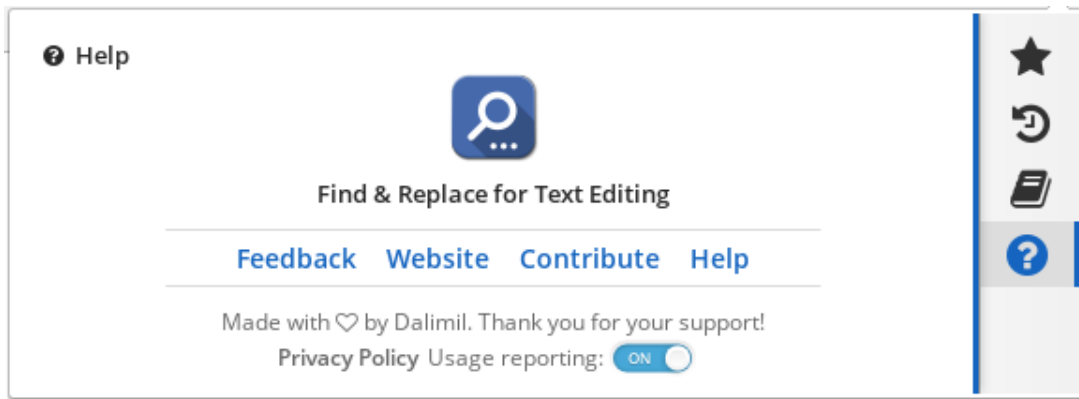 Help
Find & Replace for Text Editing
Feedback Website Contribute Help
Made with ♡ by Dalimil. Thank you for your support!
Privacy Policy Usage reporting: ON